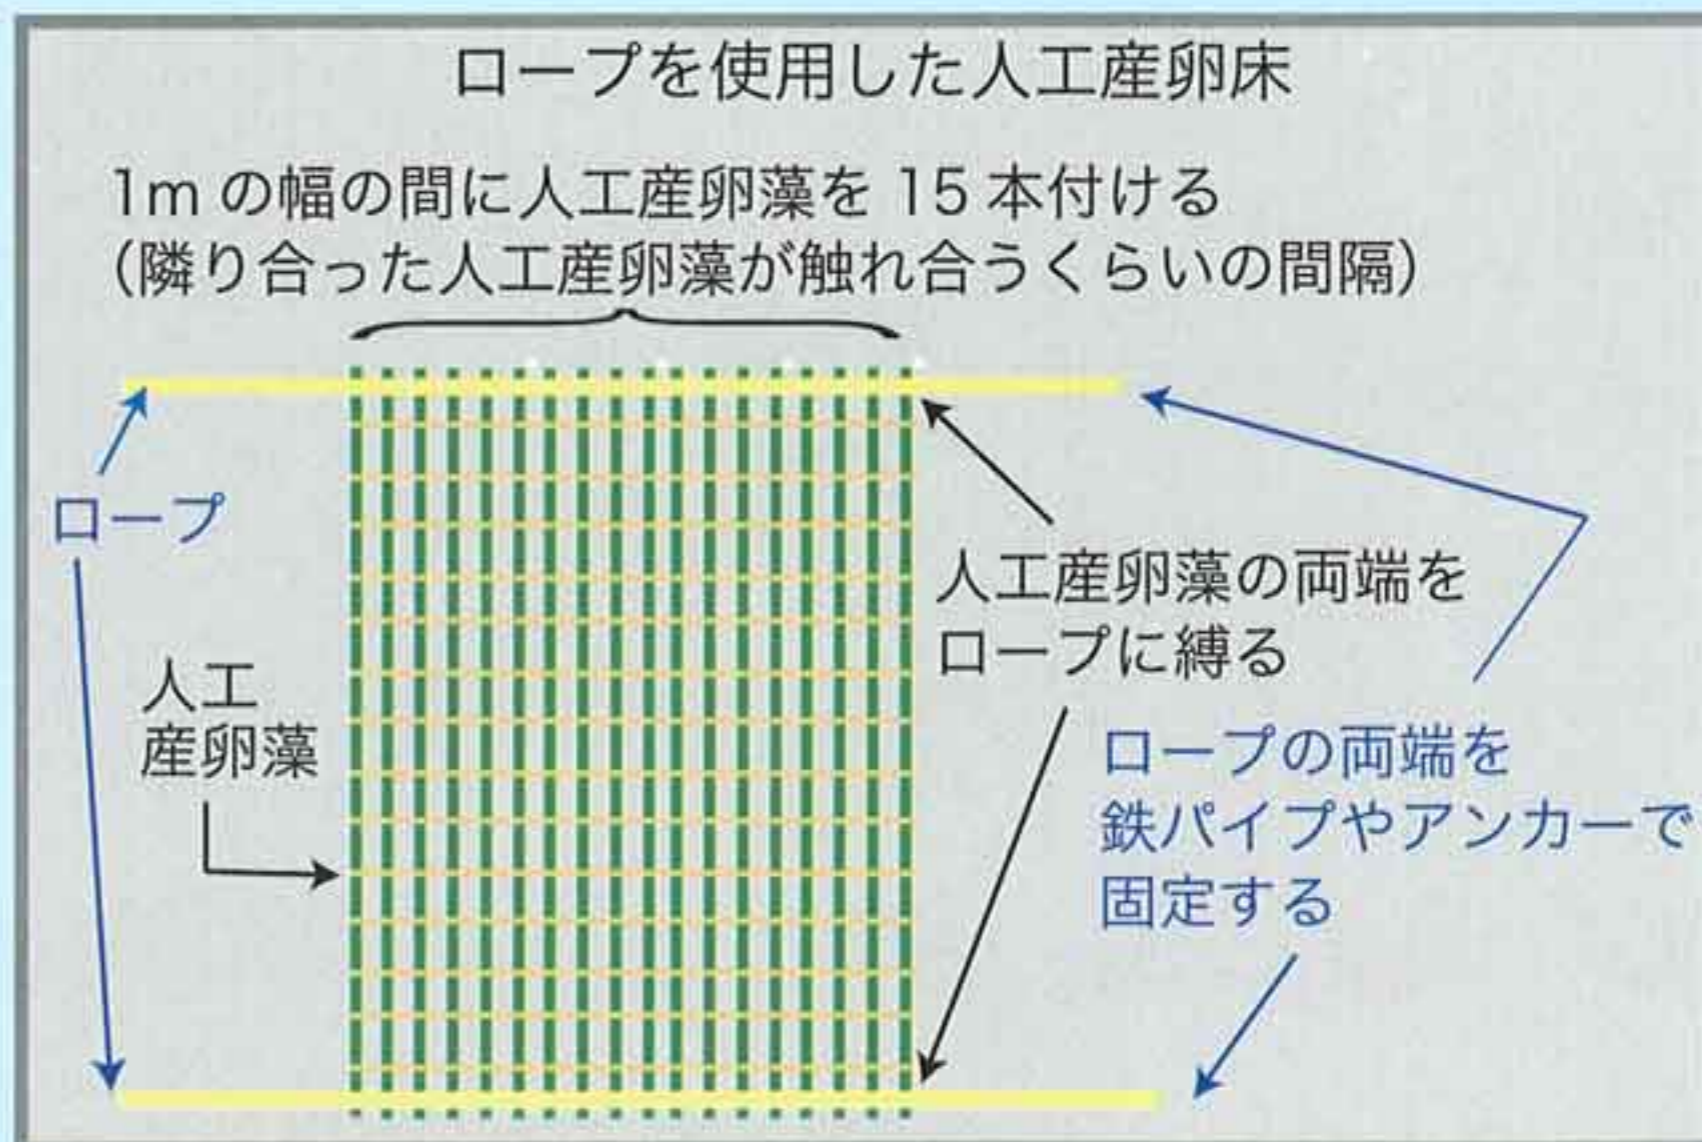 ロープを使用した人工産卵床
1m の幅の間に人工産卵藻を 15 本付ける
（隣り合った人工産卵藻が触れ合うくらいの間隔）
ロープ
人工産卵藻の両端を
ロープに縛る
人工
産卵藻
ロープの両端を
鉄パイプやアンカーで
固定する